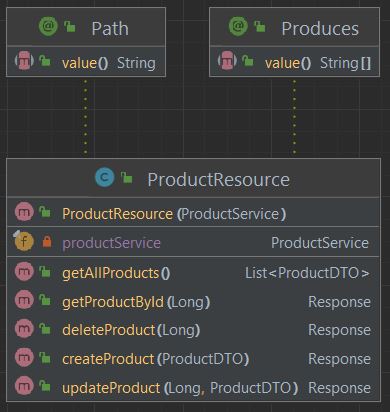 Path
value() String
Produces
value() String[]
ProductResource
ProductResource(ProductService)
productService ProductService
getAllProducts() List<ProductDTO>
getProductById(Long) Response
deleteProduct(Long) Response
createProduct(ProductDTO) Response
updateProduct(Long, ProductDTO) Response